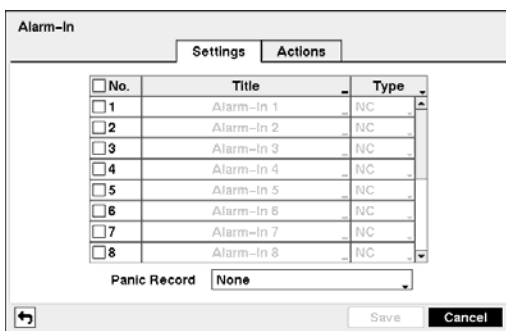 Alarm-In
Settings Actions
No. Title Type
1 Alarm-In 1 NC
2 Alarm-In 2 NC
3 Alarm-In 3 NC
4 Alarm-In 4 NC
5 Alarm-In 5 NC
6 Alarm-In 6 NC
7 Alarm-In 7 NC
8 Alarm-In 8 NC
Panic Record None
Save Cancel